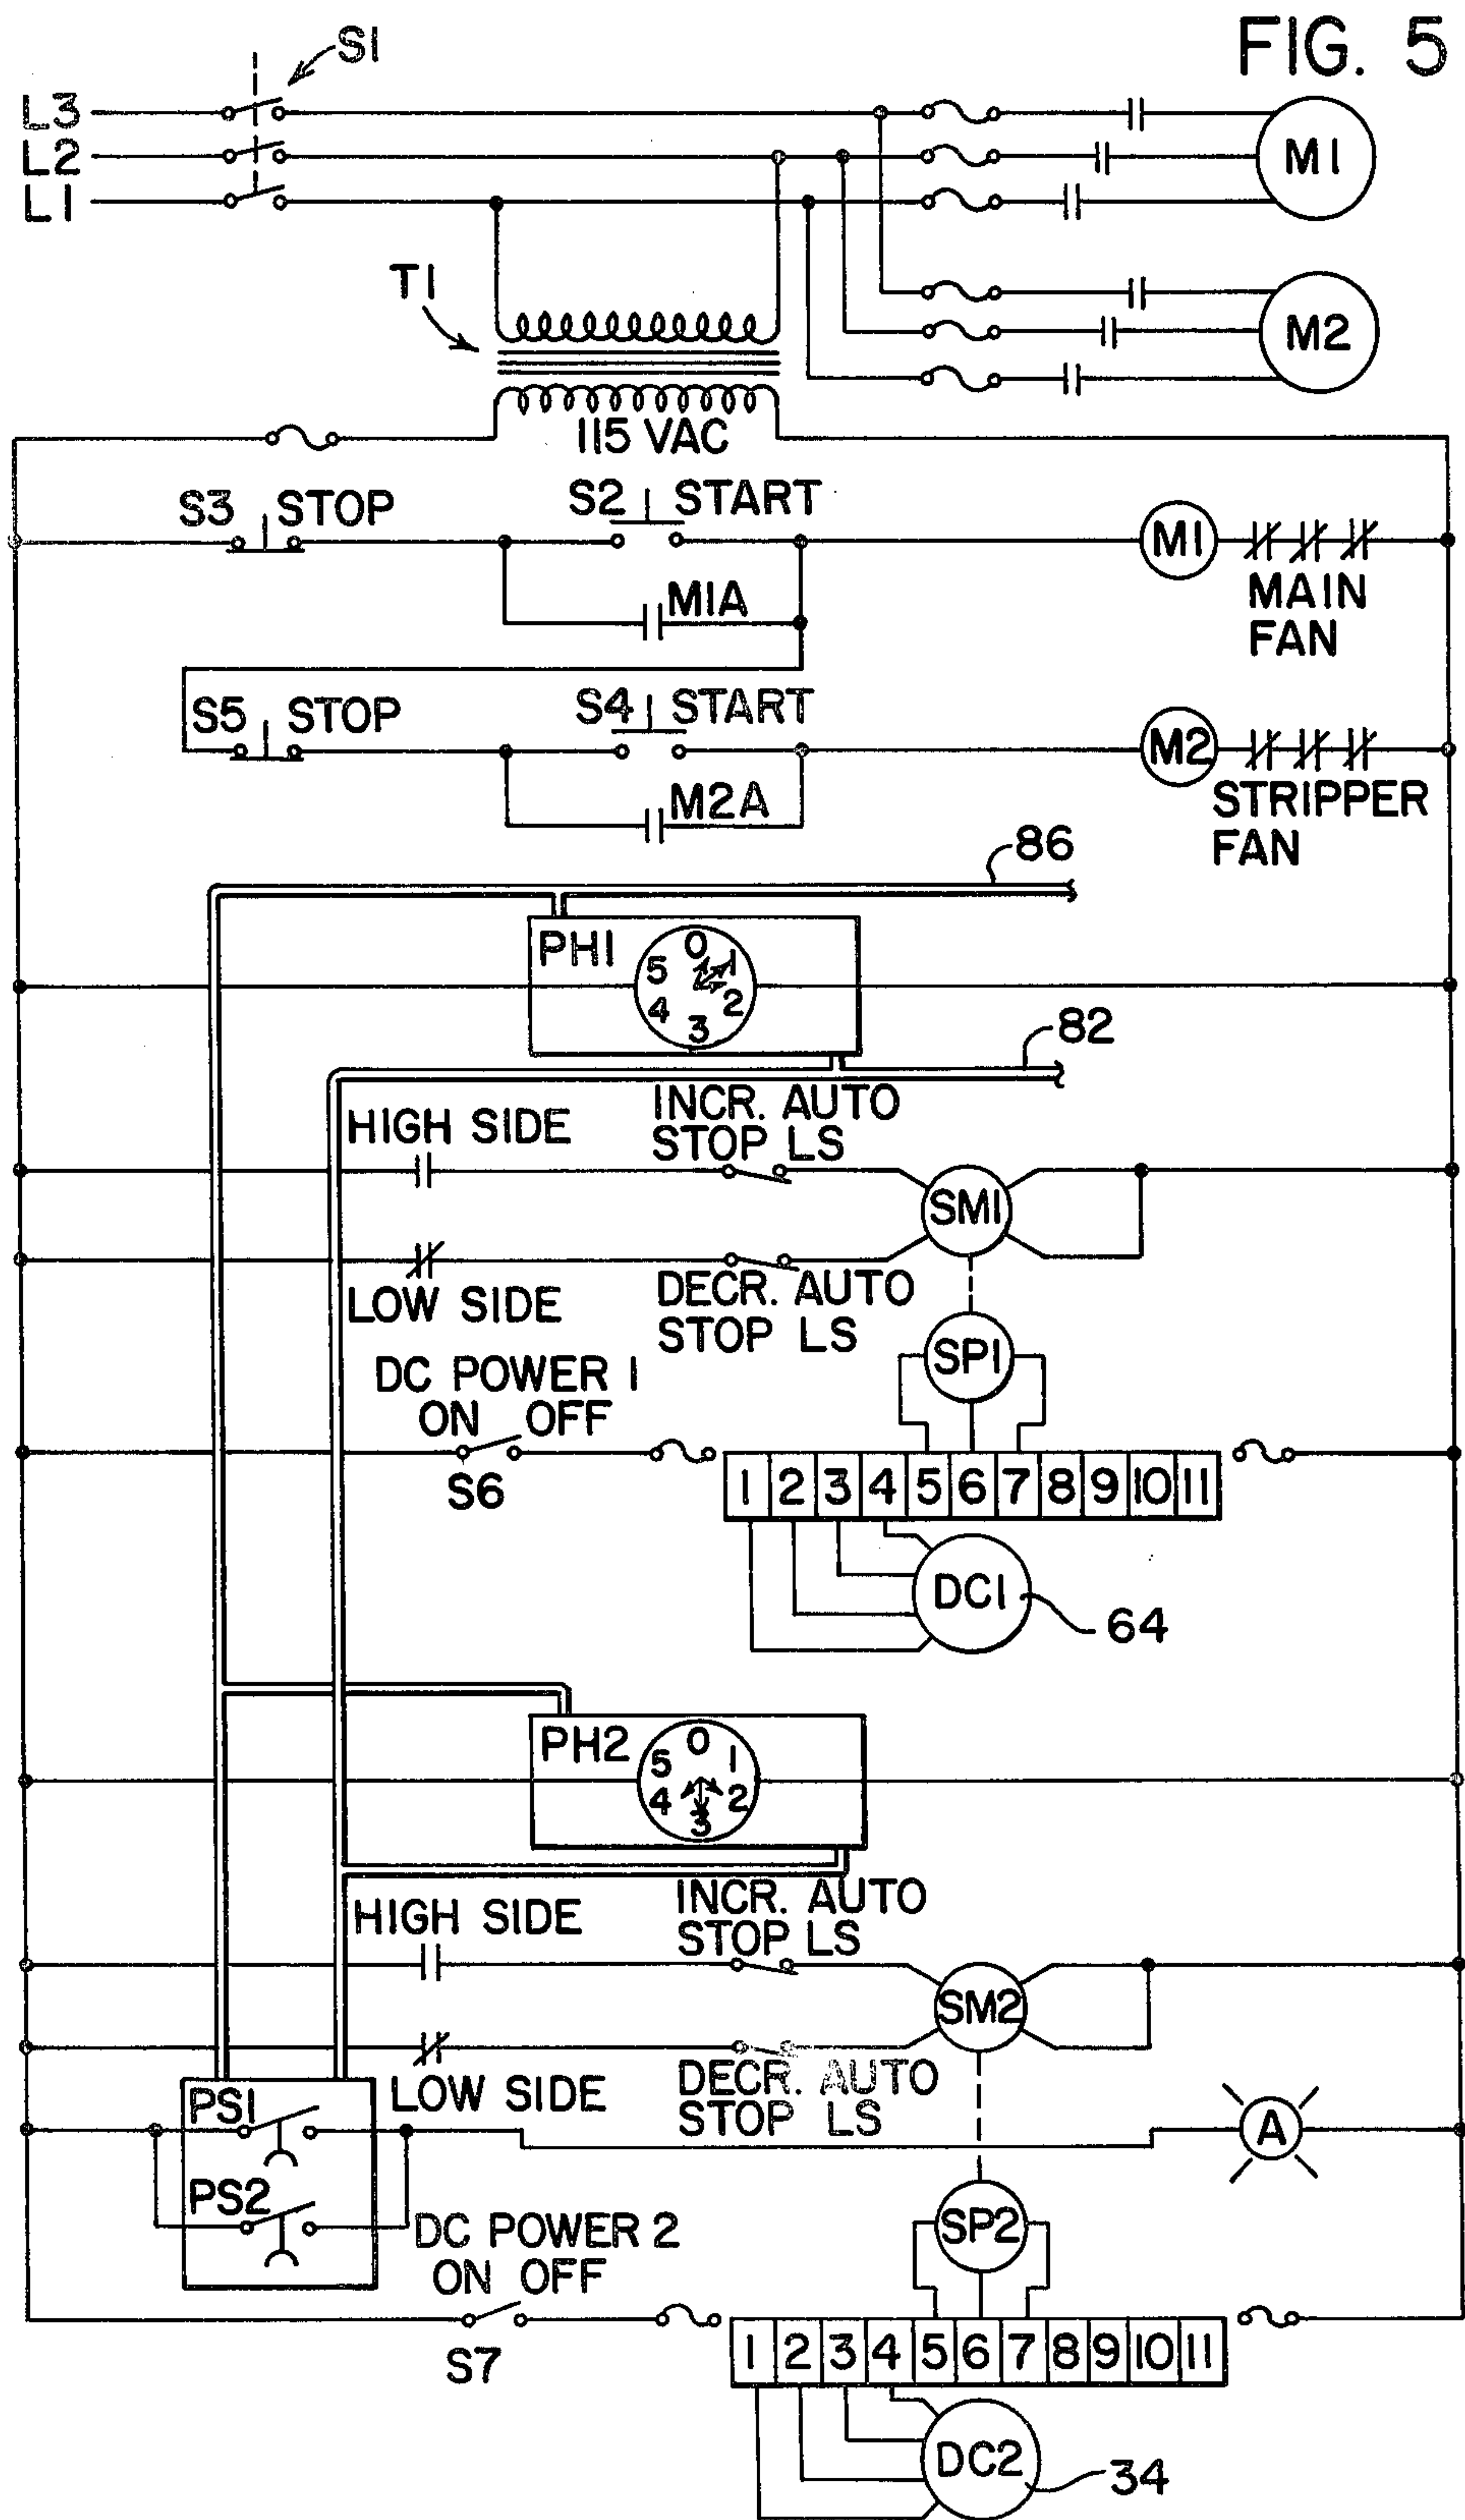 FIG. 5
S1
L3
L2
L1
M1
T1
M2
115 VAC
S3 STOP
S2 START
M1
MAIN
FAN
M1A
S5 STOP
S4 START
M2
STRIPPER
FAN
M2A
86
PH1
0
1
2
3
4
5
82
HIGH SIDE
INCR. AUTO
STOP LS
SM1
LOW SIDE
DECR. AUTO
STOP LS
SP1
DC POWER 1
ON OFF
S6
1 2 3 4 5 6 7 8 9 10 11
DC1
64
PH2
0
1
2
3
4
5
HIGH SIDE
INCR. AUTO
STOP LS
SM2
LOW SIDE
DECR. AUTO
STOP LS
PS1
A
PS2
SP2
DC POWER 2
ON OFF
S7
1 2 3 4 5 6 7 8 9 10 11
DC2
34